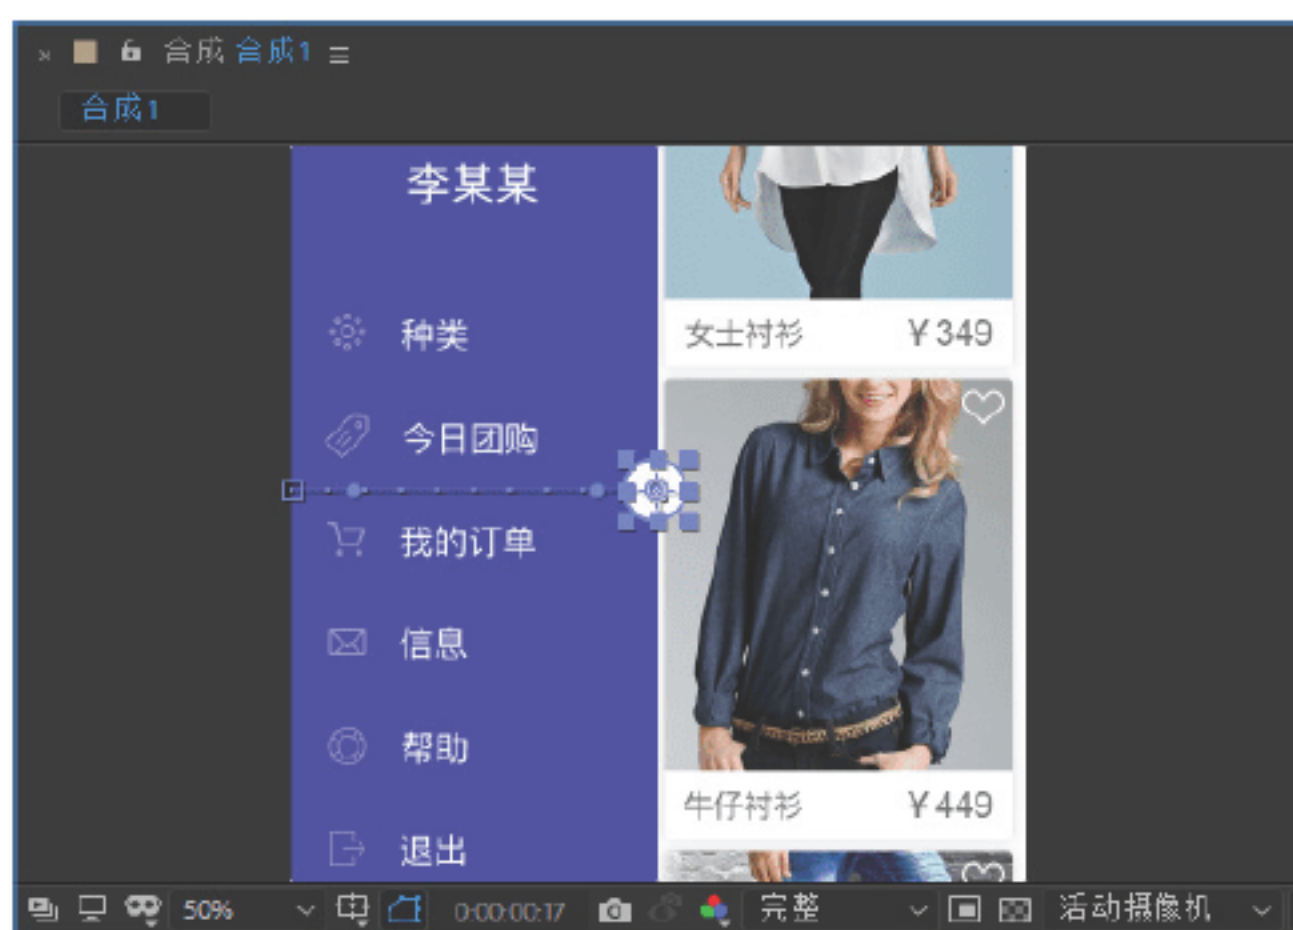 合成 合成1
合成1
李某某
种类
今日团购
我的订单
信息
帮助
退出
女士衬衫 ￥349
牛仔衬衫 ￥449
50% 0:00:00:17 完整 活动摄像机